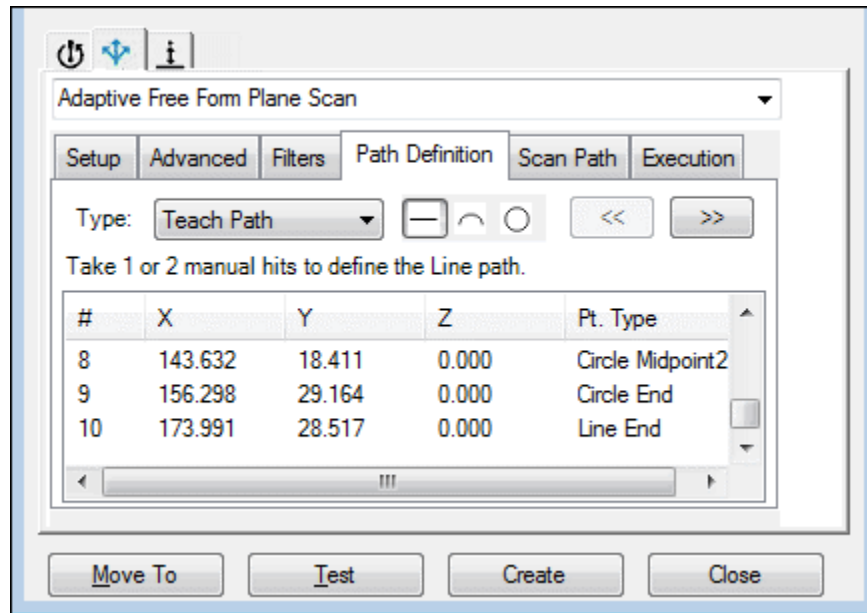 Adaptive Free Form Plane Scan
Setup Advanced Filters Path Definition Scan Path Execution
Type: Teach Path << >>
Take 1 or 2 manual hits to define the Line path.
# X Y Z Pt. Type
8 143.632 18.411 0.000 Circle Midpoint2
9 156.298 29.164 0.000 Circle End
10 173.991 28.517 0.000 Line End
Move To Test Create Close